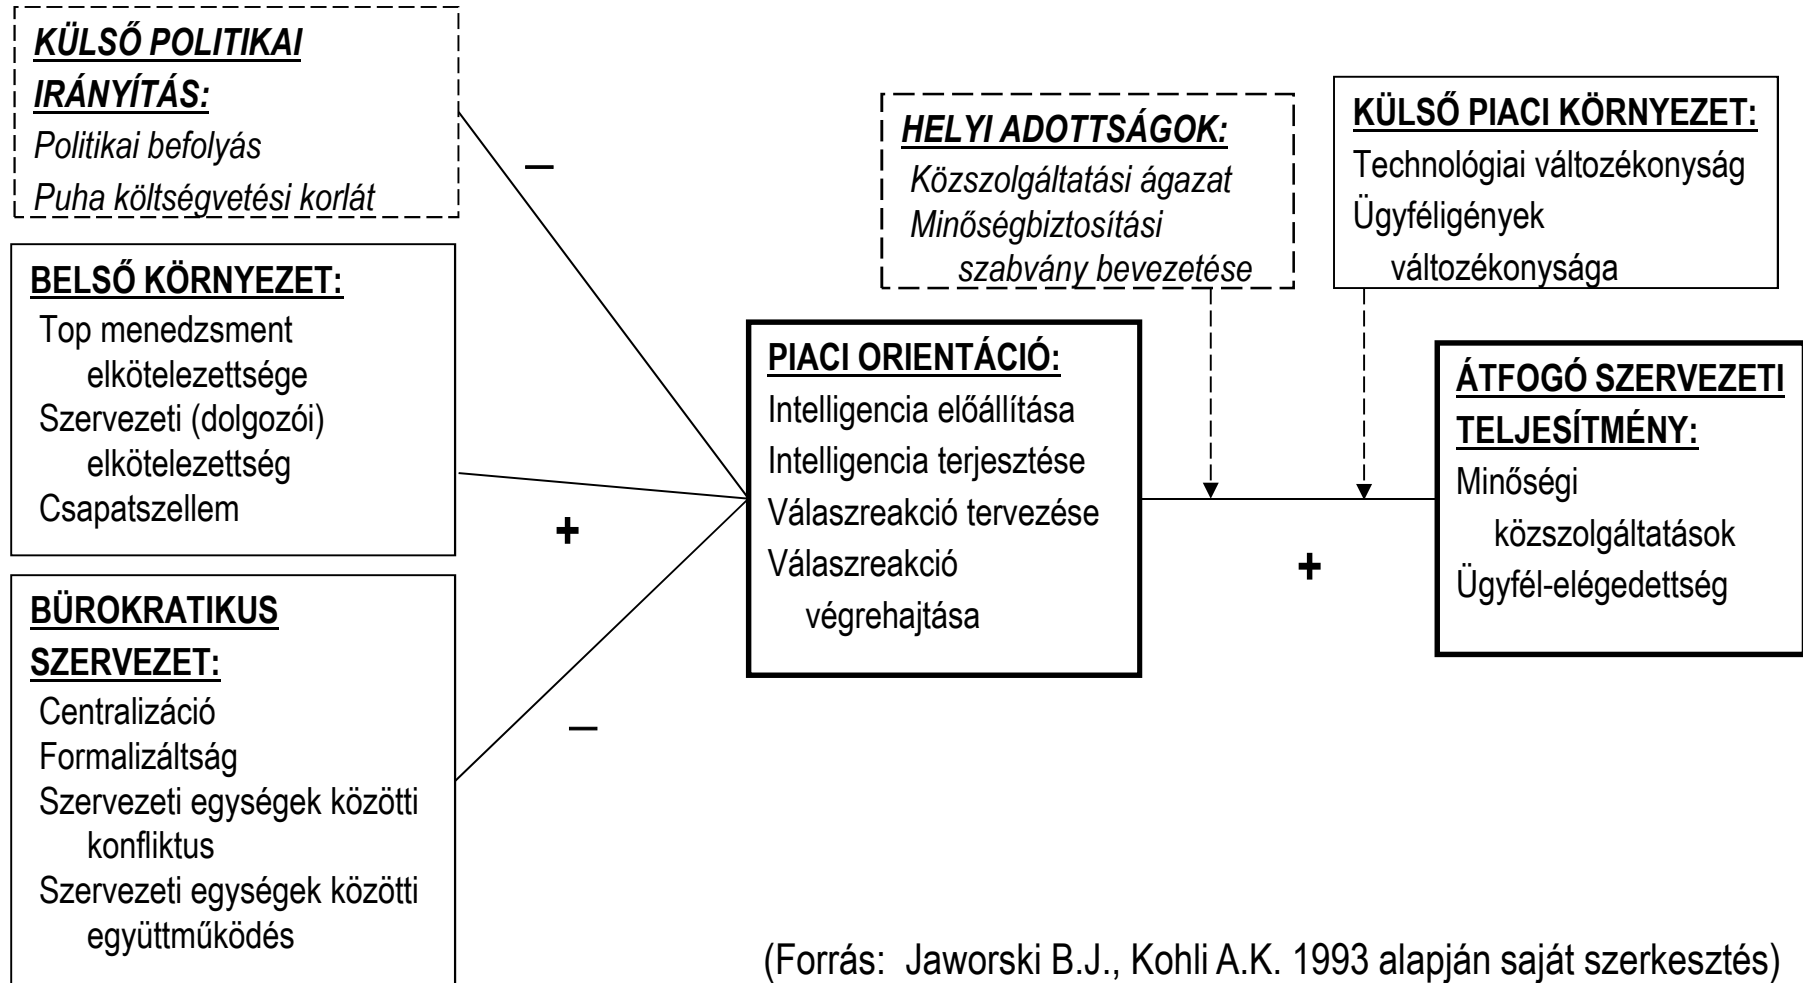 KÜLSŐ POLITIKAI
IRÁNYÍTÁS:
Politikai befolyás
Puha költségvetési korlát
BELSŐ KÖRNYEZET:
Top menedzsment
elkötelezettsége
Szervezeti (dolgozói)
elkötelezettség
Csapatszellem
BÜROKRATIKUS
SZERVEZET:
Centralizáció
Formalizáltság
Szervezeti egységek közötti
konfliktus
Szervezeti egységek közötti
együttműködés
–
+
–
PIACI ORIENTÁCIÓ:
Intelligencia előállítása
Intelligencia terjesztése
Válaszreakció tervezése
Válaszreakció
végrehajtása
HELYI ADOTTSÁGOK:
Közszolgáltatási ágazat
Minőségbiztosítási
szabvány bevezetése
KÜLSŐ PIACI KÖRNYEZET:
Technológiai változékonyság
Ügyféligények
változékonysága
+
ÁTFOGÓ SZERVEZETI
TELJESÍTMÉNY:
Minőségi
közszolgáltatások
Ügyfél-elégedettség
(Forrás: Jaworski B.J., Kohli A.K. 1993 alapján saját szerkesztés)